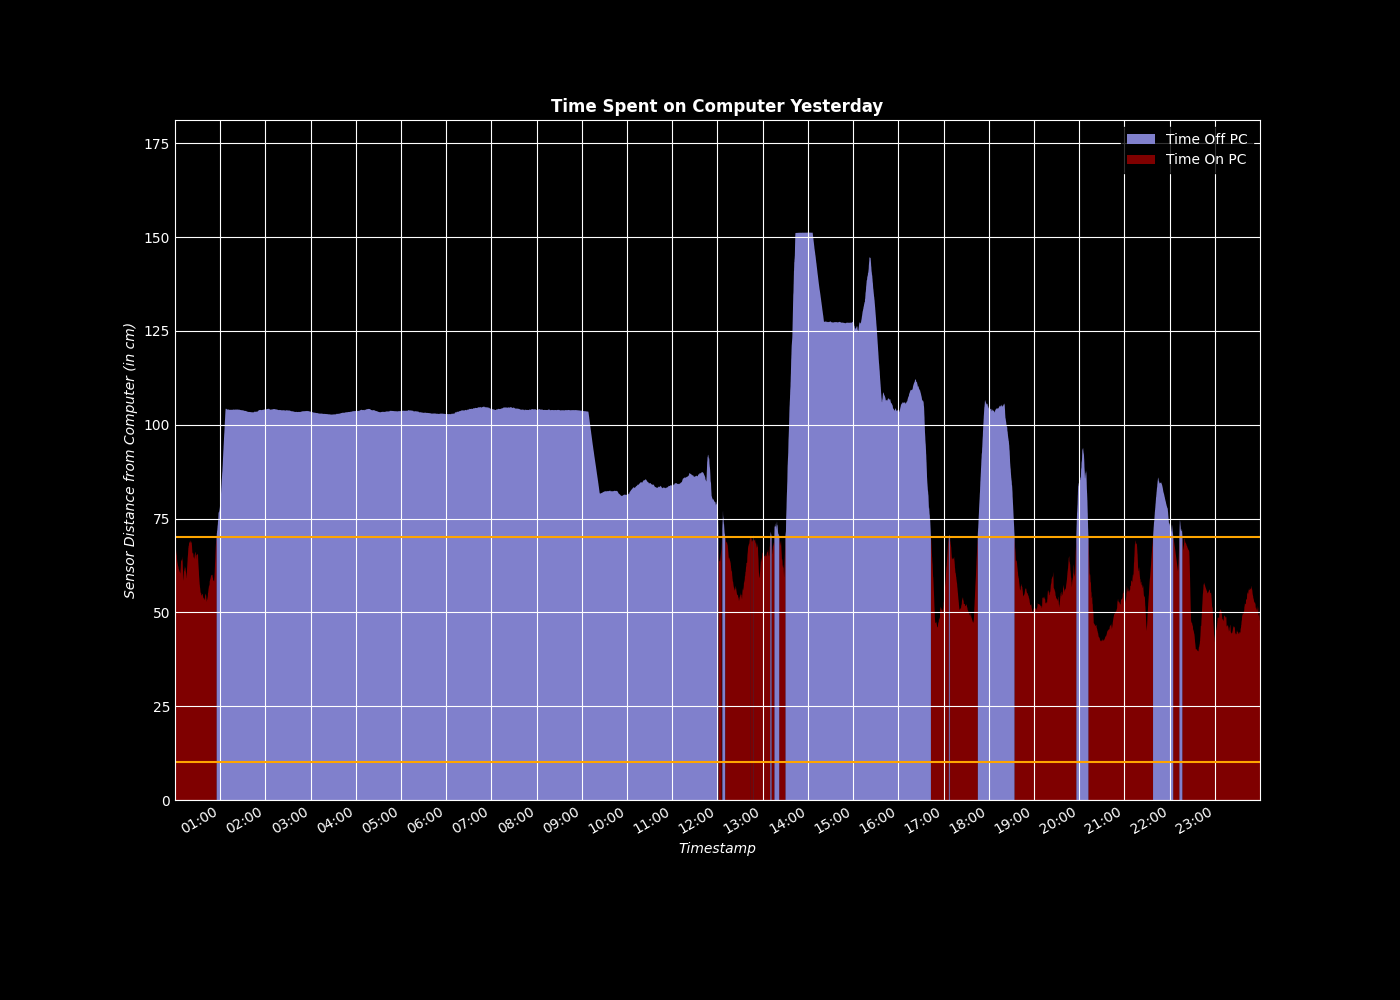 Time Spent on Computer Yesterday
Time Off PC
Time On PC
175
150
125
100
75
50
25
0
Sensor Distance from Computer (in cm)
01:00 02:00 03:00 04:00 05:00 06:00 07:00 08:00 09:00 10:00 11:00 12:00 13:00 14:00 15:00 16:00 17:00 18:00 19:00 20:00 21:00 22:00 23:00
Timestamp